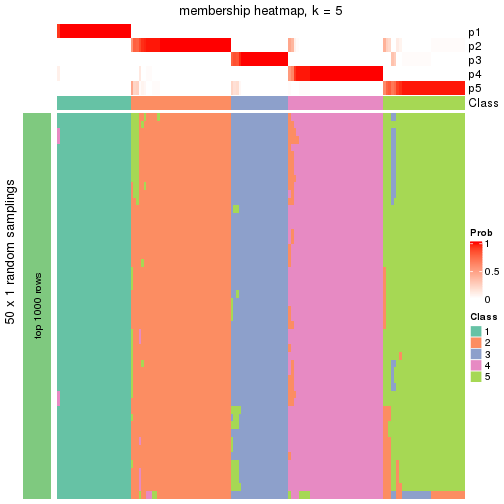 membership heatmap, k = 5
p1
p2
p3
p4
p5
Class
50 x 1 random samplings
top 1000 rows
Prob
1
0.5
0
Class
1
2
3
4
5